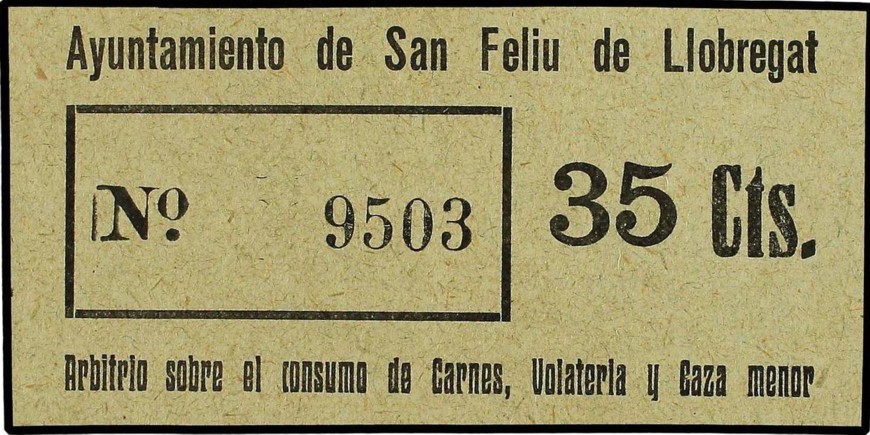 Ayuntamiento de San Feliu de Llobregat
Nº 9503
35 Cts.
Arbitrio sobre el consumo de Carnes, Volateria y Caza menor